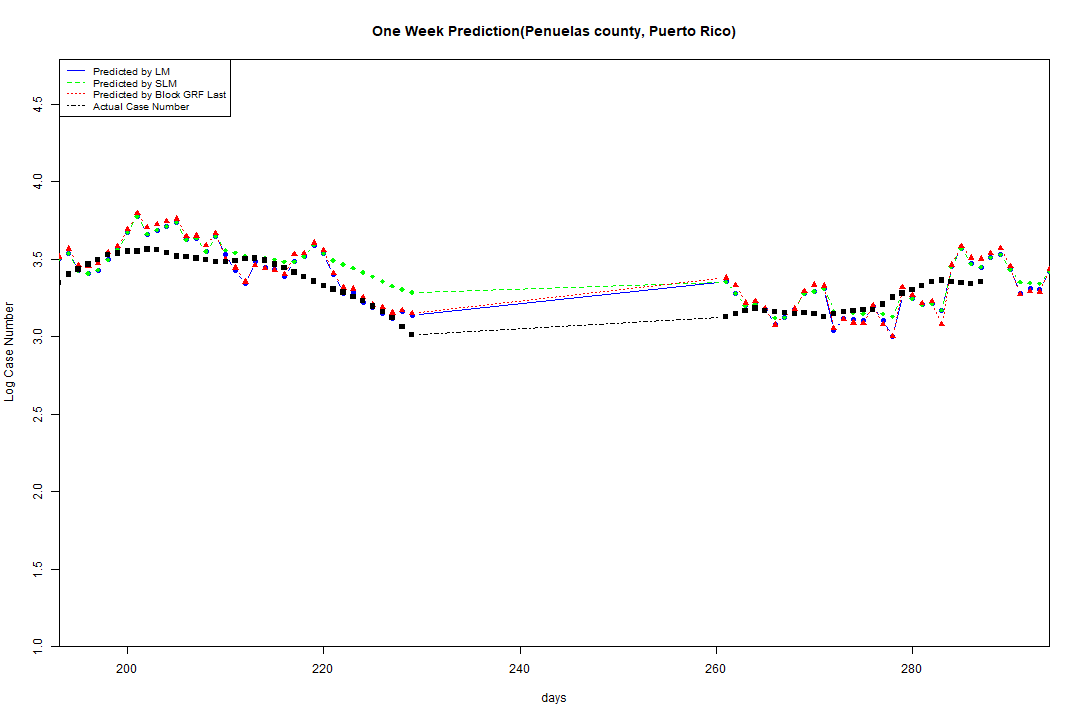 One Week Prediction(Penuelas county, Puerto Rico)
Predicted by LM
Predicted by SLM
Predicted by Block GRF Last
Actual Case Number
4.5
4.0
3.5
3.0
2.5
2.0
1.5
1.0
Log Case Number
200
220
240
260
280
days